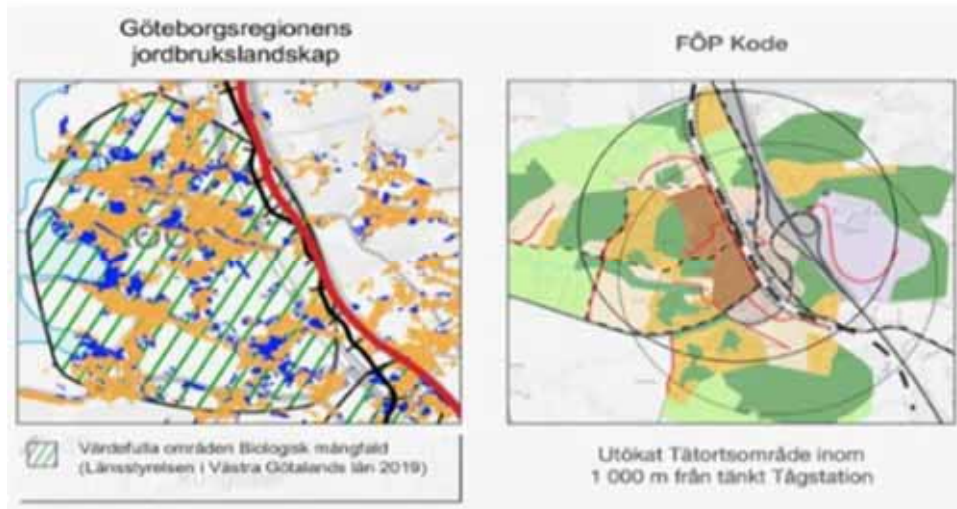 Göteborgsregionens
jordbrukslandskap
FÖP Kode
Värdefulla områden Biologisk mångfald
(Länsstyrelsen i Västra Götalands län 2019)
Utökat Tätortsområde inom
1 000 m från tänkt Tågstation